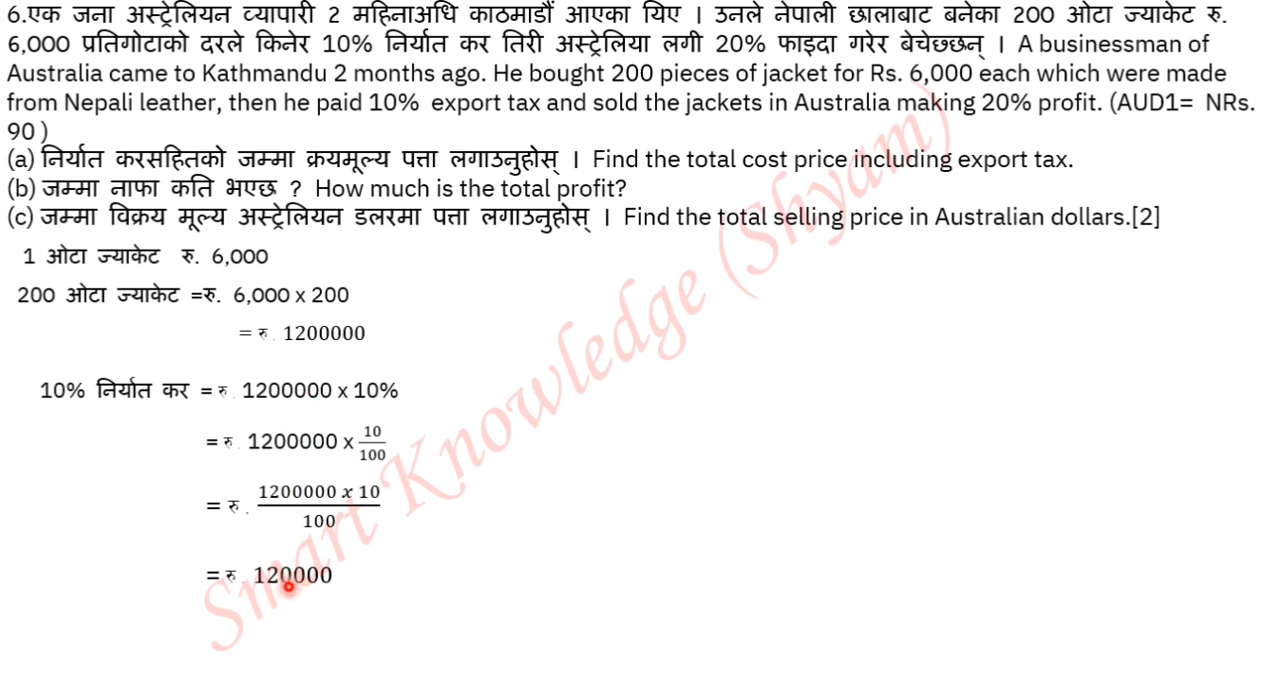 6.एक जना अस्ट्रेलियन व्यापारी 2 महिनाअघि काठमाडौं आएका थिए । उनले नेपाली छालाबाट बनेका 200 ओटा ज्याकेट रु.
6,000 प्रतिगोटाको दरले किनेर 10% निर्यात कर तिरी अस्ट्रेलिया लगी 20% फाइदा गरेर बेचेछ्छन् । A businessman of
Australia came to Kathmandu 2 months ago. He bought 200 pieces of jacket for Rs. 6,000 each which were made
from Nepali leather, then he paid 10% export tax and sold the jackets in Australia making 20% profit. (AUD1= NRs.
90 )
(a) निर्यात करसहितको जम्मा क्रयमूल्य पत्ता लगाउनुहोस् । Find the total cost price including export tax.
(b) जम्मा नाफा कति भएछ ? How much is the total profit?
(c) जम्मा विक्रय मूल्य अस्ट्रेलियन डलरमा पत्ता लगाउनुहोस् । Find the total selling price in Australian dollars.[2]
1 ओटा ज्याकेट रु. 6,000
200 ओटा ज्याकेट =रु. 6,000 x 200
= रु . 1200000
10% निर्यात कर = रु . 1200000 x 10%
= रु . 1200000 x 10/100
= रु . 1200000 x 10/100
= रु . 120000
Smart Knowledge (Shyam)